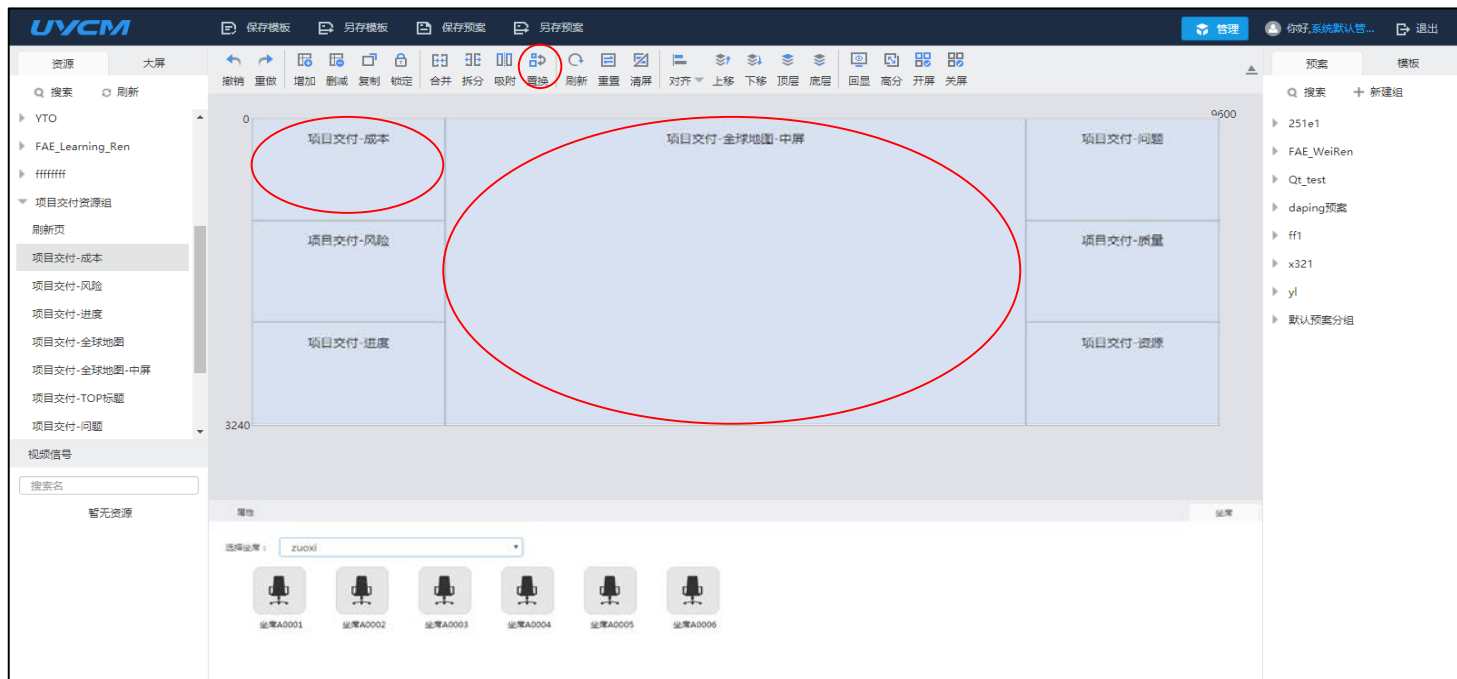 UVCM
保存模板 另存模板 保存预案 另存预案
管理 你好,系统默认管... 退出
资源 大屏
搜索 刷新
撤销 重做 增加 删减 复制 锁定 合并 拆分 吸附 置换 刷新 重置 清屏 对齐 上移 下移 顶层 底层 回显 高分 开屏 关屏
预案 模板
搜索 新建组
YTO
FAE_Learning_Ren
ffffffff
项目交付资源组
刷新页
项目交付-成本
项目交付-风险
项目交付-进度
项目交付-全球地图
项目交付-全球地图-中屏
项目交付-TOP标题
项目交付-问题
视频信号
搜索名
暂无资源
0 9600
项目交付-成本 项目交付-全球地图-中屏 项目交付-问题
项目交付-风险 项目交付-质量
项目交付-进度 项目交付-资源
3240
属性 坐席
选择坐席: zuoxi
坐席A0001 坐席A0002 坐席A0003 坐席A0004 坐席A0005 坐席A0006
251e1
FAE_WeiRen
Qt_test
daping预案
ff1
x321
yl
默认预案分组